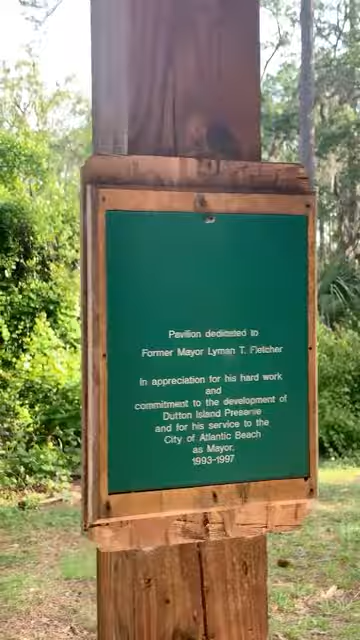 Pavilion dedicated to
Former Mayor Lyman T. Fletcher
In appreciation for his hard work
and
commitment to the development of
Dutton Island Preserve
and for his service to the
City of Atlantic Beach
as Mayor.
1993-1997